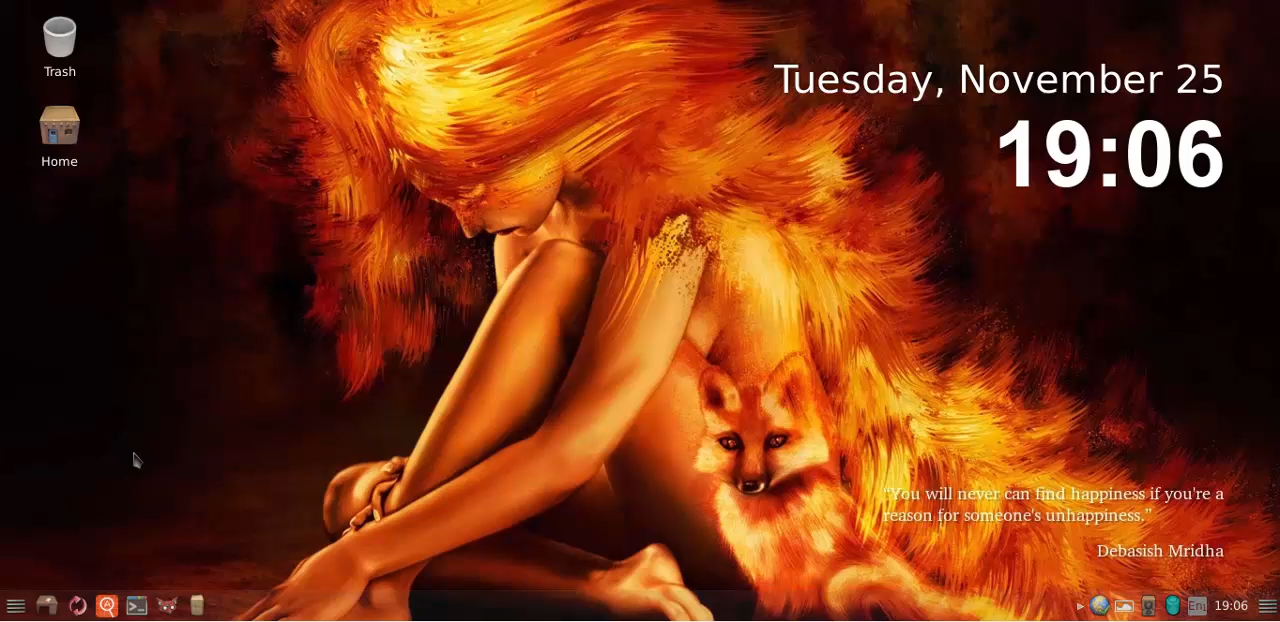 Trash
Home
Tuesday, November 25
19:06
“You will never can find happiness if you're a
reason for someone's unhappiness.”
Debasish Mridha
19:06